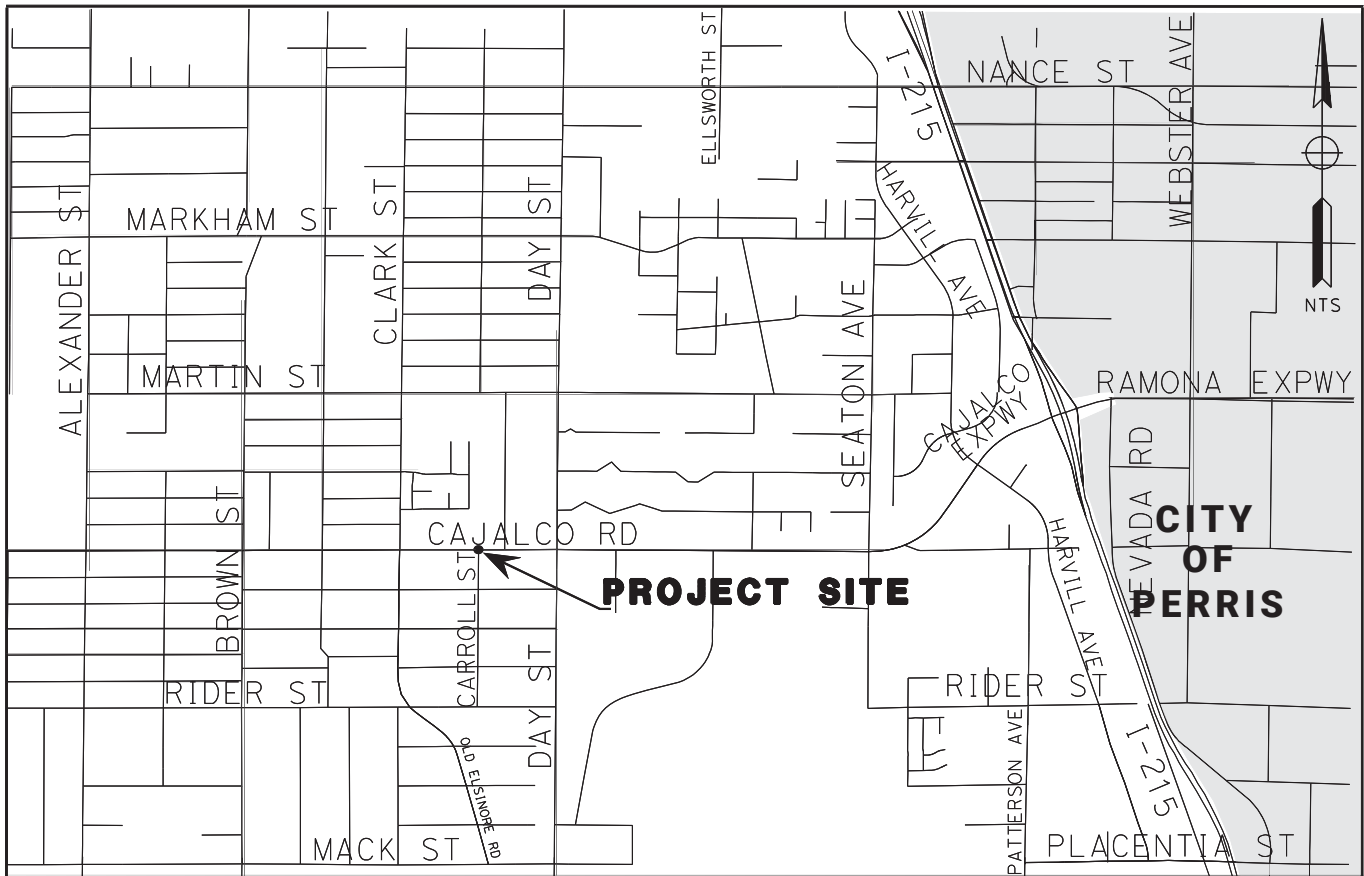 ELLSWORTH ST
I-215
NANCE ST
WEBSTER AVE
NTS
MARKHAM ST
ALEXANDER ST
CLARK ST
DAY ST
HARVILL AVE
MARTIN ST
SEATON AVE
CAJALCO
EXPWY
RAMONA EXPWY
NEVADA RD
CITY
OF
PERRIS
CAJALCO RD
PROJECT SITE
BROWN ST
CARROLL ST
HARVILL AVE
RIDER ST
DAY ST
RIDER ST
OLD ELSINORE RD
PATTERSON AVE
I-215
MACK ST
PLACENTIA ST